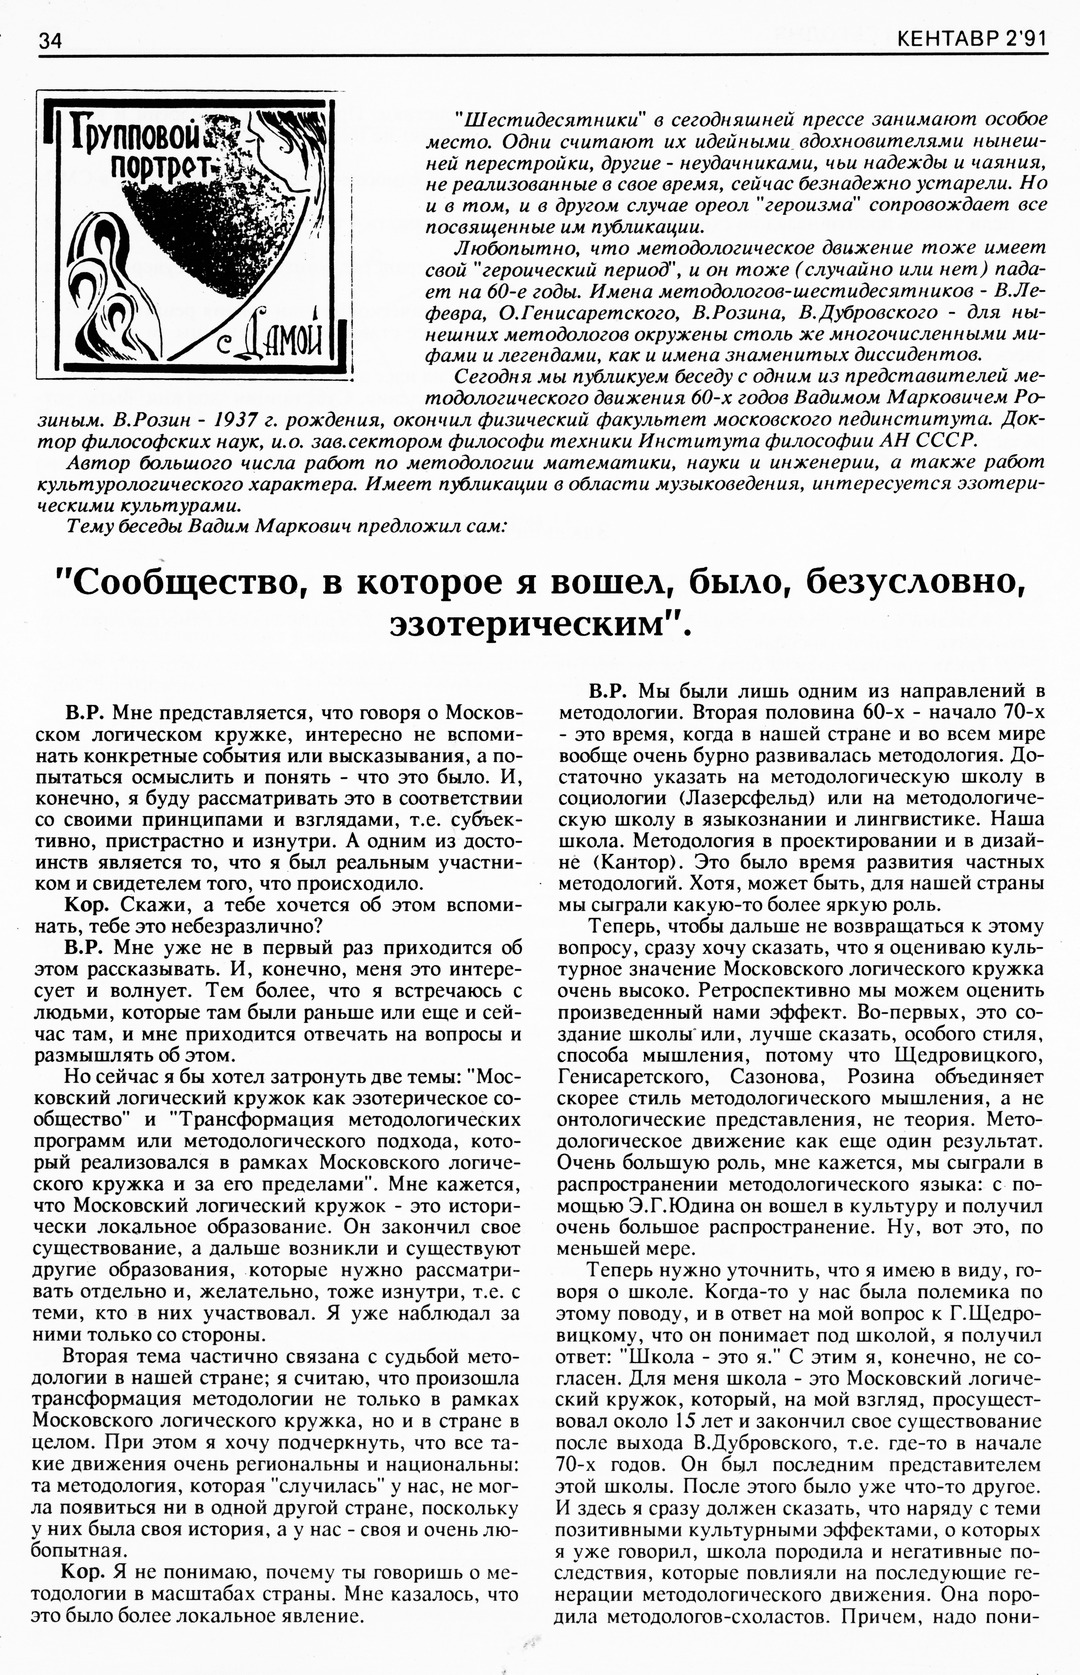 34
КЕНТАВР 2'91
Групповой
портрет
с Дамой
"Шестидесятники" в сегодняшней прессе занимают особое
место. Одни считают их идейными вдохновителями нынеш-
ней перестройки, другие - неудачниками, чьи надежды и чаяния,
не реализованные в свое время, сейчас безнадежно устарели. Но
и в том, и в другом случае ореол "героизма" сопровождает все
посвященные им публикации.
Любопытно, что методологическое движение тоже имеет
свой "героический период", и он тоже (случайно или нет) пада-
ет на 60-е годы. Имена методологов-шестидесятников - В.Ле-
февра, О.Генисаретского, В.Розина, В.Дубровского - для ны-
нешних методологов окружены столь же многочисленными ми-
фами и легендами, как и имена знаменитых диссидентов.
Сегодня мы публикуем беседу с одним из представителей ме-
тодологического движения 60-х годов Вадимом Марковичем Ро-
зиным. В.Розин - 1937 г. рождения, окончил физический факультет московского пединститута. Док-
тор философских наук, и.о. зав.сектором философи техники Института философии АН СССР.
Автор большого числа работ по методологии математики, науки и инженерии, а также работ
культурологического характера. Имеет публикации в области музыковедения, интересуется эзотери-
ческими культурами.
Тему беседы Вадим Маркович предложил сам:
"Сообщество, в которое я вошел, было, безусловно,
эзотерическим".
В.Р. Мне представляется, что говоря о Москов-
ском логическом кружке, интересно не вспоми-
нать конкретные события или высказывания, а по-
пытаться осмыслить и понять - что это было. И,
конечно, я буду рассматривать это в соответствии
со своими принципами и взглядами, т.е. субъек-
тивно, пристрастно и изнутри. А одним из досто-
инств является то, что я был реальным участни-
ком и свидетелем того, что происходило.
Кор. Скажи, а тебе хочется об этом вспоми-
нать, тебе это небезразлично?
В.Р. Мне уже не в первый раз приходится об
этом рассказывать. И, конечно, меня это интере-
сует и волнует. Тем более, что я встречаюсь с
людьми, которые там были раньше или еще и сей-
час там, и мне приходится отвечать на вопросы и
размышлять об этом.
Но сейчас я бы хотел затронуть две темы: "Мос-
ковский логический кружок как эзотерическое со-
общество" и "Трансформация методологических
программ или методологического подхода, кото-
рый реализовался в рамках Московского логиче-
ского кружка и за его пределами". Мне кажется,
что Московский логический кружок - это истори-
чески локальное образование. Он закончил свое
существование, а дальше возникли и существуют
другие образования, которые нужно рассматри-
вать отдельно и, желательно, тоже изнутри, т.е. с
теми, кто в них участвовал. Я уже наблюдал за
ними только со стороны.
Вторая тема частично связана с судьбой мето-
дологии в нашей стране; я считаю, что произошла
трансформация методологии не только в рамках
Московского логического кружка, но и в стране в
целом. При этом я хочу подчеркнуть, что все та-
кие движения очень региональны и национальны:
та методология, которая "случилась" у нас, не мог-
ла появиться ни в одной другой стране, поскольку
у них была своя история, а у нас - своя и очень лю-
бопытная.
Кор. Я не понимаю, почему ты говоришь о ме-
тодологии в масштабах страны. Мне казалось, что
это было более локальное явление.
В.Р. Мы были лишь одним из направлений в
методологии. Вторая половина 60-х - начало 70-х
- это время, когда в нашей стране и во всем мире
вообще очень бурно развивалась методология. До-
статочно указать на методологическую школу в
социологии (Лазерсфельд) или на методологиче-
скую школу в языкознании и лингвистике. Наша
школа. Методология в проектировании и в дизай-
не (Кантор). Это было время развития частных
методологий. Хотя, может быть, для нашей страны
мы сыграли какую-то более яркую роль.
Теперь, чтобы дальше не возвращаться к этому
вопросу, сразу хочу сказать, что я оцениваю куль-
турное значение Московского логического кружка
очень высоко. Ретроспективно мы можем оценить
произведенный нами эффект. Во-первых, это со-
здание школы или, лучше сказать, особого стиля,
способа мышления, потому что Щедровицкого,
Генисаретского, Сазонова, Розина объединяет
скорее стиль методологического мышления, а не
онтологические представления, не теория. Мето-
дологическое движение как еще один результат.
Очень большую роль, мне кажется, мы сыграли в
распространении методологического языка: с по-
мощью Э.Г.Юдина он вошел в культуру и получил
очень большое распространение. Ну, вот это, по
меньшей мере.
Теперь нужно уточнить, что я имею в виду, го-
воря о школе. Когда-то у нас была полемика по
этому поводу, и в ответ на мой вопрос к Г.Щедро-
вицкому, что он понимает под школой, я получил
ответ: "Школа - это я." С этим я, конечно, не со-
гласен. Для меня школа - это Московский логиче-
ский кружок, который, на мой взгляд, просущест-
вовал около 15 лет и закончил свое существование
после выхода В.Дубровского, т.е. где-то в начале
70-х годов. Он был последним представителем
этой школы. После этого было уже что-то другое.
И здесь я сразу должен сказать, что наряду с теми
позитивными культурными эффектами, о которых
я уже говорил, школа породила и негативные по-
следствия, которые повлияли на последующие ге-
нерации методологического движения. Она поро-
дила методологов-схоластов. Причем, надо пони-